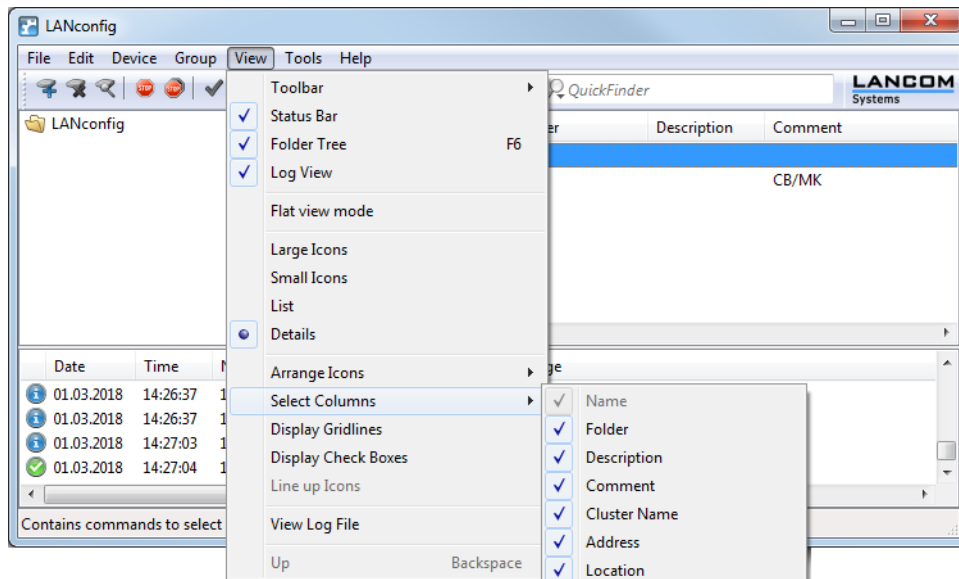 LANconfig
File Edit Device Group View Tools Help
QuickFinder
LANCOM
Systems
LANconfig
Description Comment
CB/MK
Toolbar
Status Bar
Folder Tree F6
Log View
Flat view mode
Large Icons
Small Icons
List
Details
Arrange Icons
Select Columns
Display Gridlines
Display Check Boxes
Line up Icons
View Log File
Up Backspace
Name
Folder
Description
Comment
Cluster Name
Address
Location
Date Time
01.03.2018 14:26:37 1
01.03.2018 14:26:37 1
01.03.2018 14:27:03 1
01.03.2018 14:27:04 1
Contains commands to select